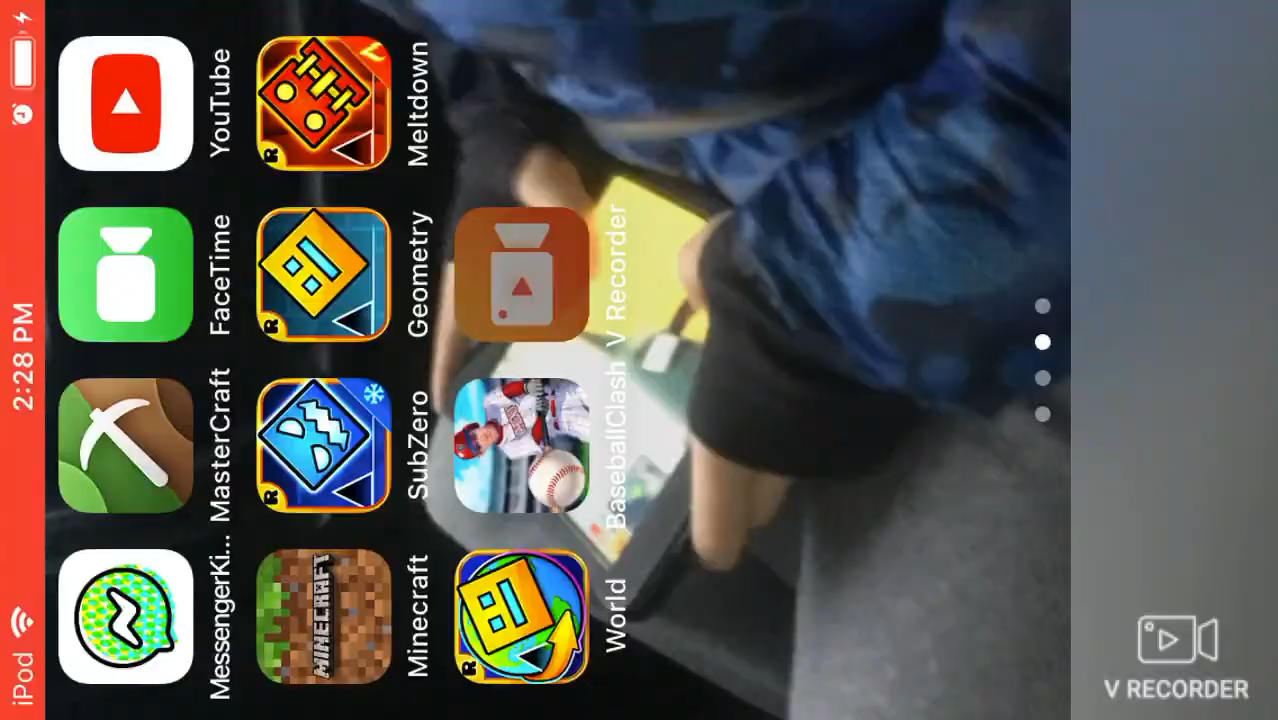 iPod
2:28 PM
MessengerKi...
MasterCraft
FaceTime
YouTube
MINECRAFT
Minecraft
SubZero
Geometry
Meltdown
World
BaseballClash
V Recorder
V RECORDER